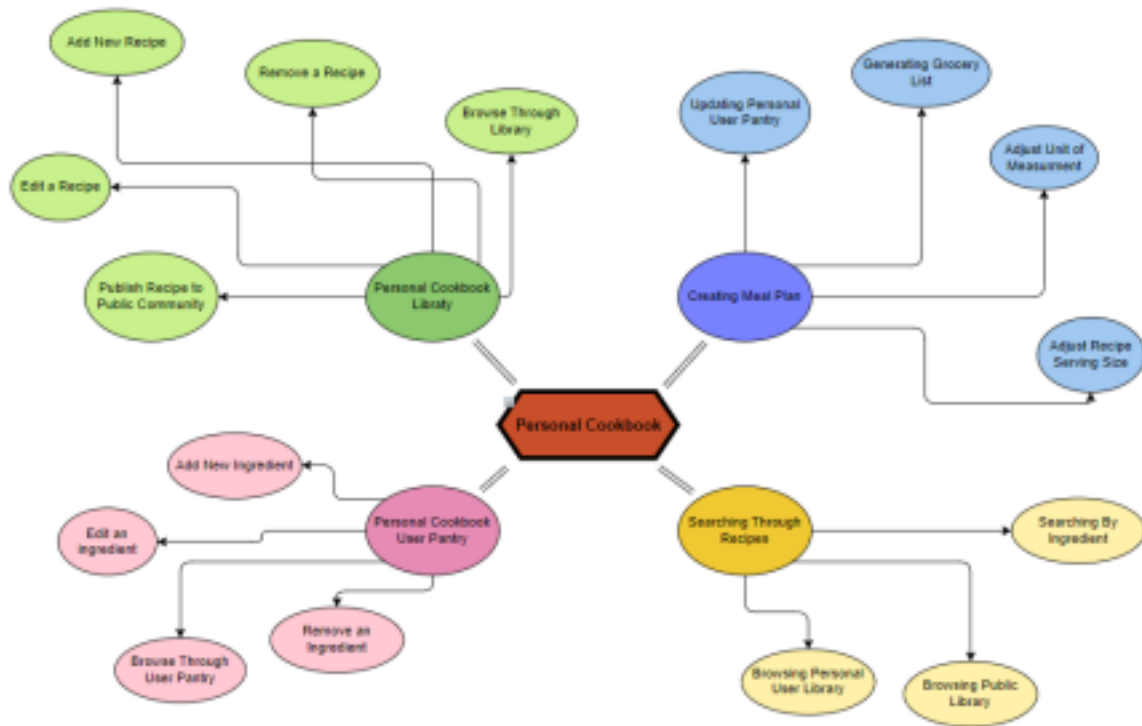 Add New Recipe
Remove a Recipe
Browse Through
Library
Edit a Recipe
Publish Recipe to
Public Community
Personal Cookbook
Libraty
Generating Grocery
List
Updating Personal
User Pantry
Adjust Unit of
Measurment
Creating Meal Plan
Adjust Recipe
Serving Size
Personal Cookbook
Add New Ingredient
Edit an
ingredient
Personal Cookbook
User Pantry
Remove an
Ingredient
Browse Through
User Pantry
Searching Through
Recipes
Searching By
Ingredient
Browsing Personal
User Library
Browsing Public
Library